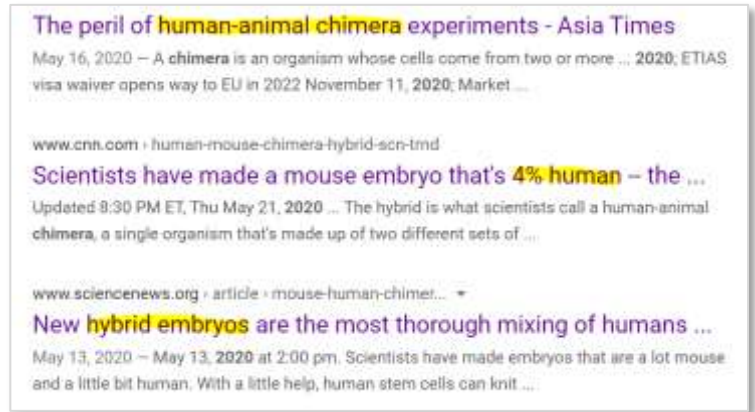 The peril of human-animal chimera experiments - Asia Times
May 16, 2020 — A chimera is an organism whose cells come from two or more ... 2020; ETIAS
visa waiver opens way to EU in 2022 November 11, 2020; Market ...
www.cnn.com › human-mouse-chimera-hybrid-scn-trnd
Scientists have made a mouse embryo that's 4% human – the ...
Updated 8:30 PM ET, Thu May 21, 2020 ... The hybrid is what scientists call a human-animal
chimera, a single organism that's made up of two different sets of ...
www.sciencenews.org › article › mouse-human-chimer...
New hybrid embryos are the most thorough mixing of humans ...
May 13, 2020 — May 13, 2020 at 2:00 pm. Scientists have made embryos that are a lot mouse
and a little bit human. With a little help, human stem cells can knit ...